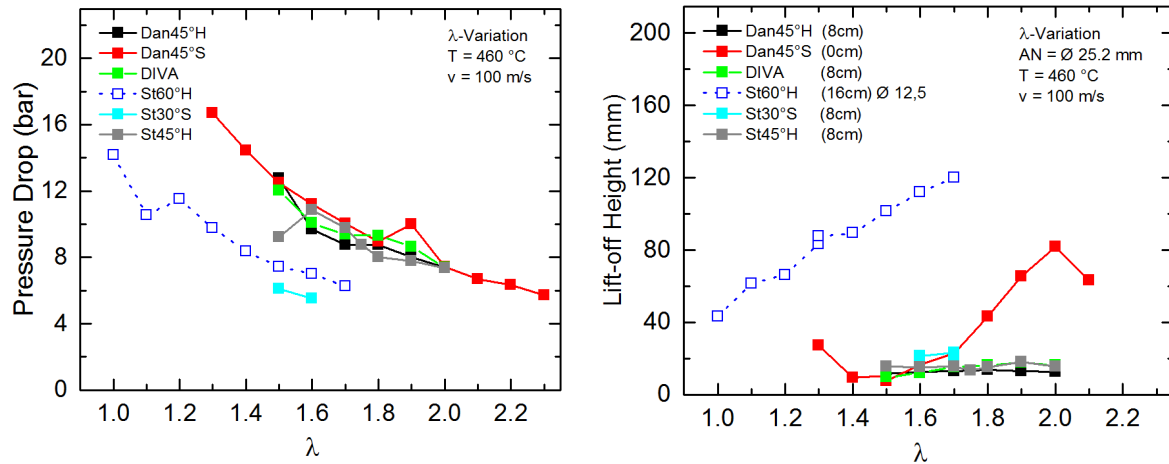 Dan45°H
Dan45°S
DIVA
St60°H
St30°S
St45°H
λ-Variation
T = 460 °C
v = 100 m/s
Pressure Drop (bar)
20
16
12
8
4
0
1.0 1.2 1.4 1.6 1.8 2.0 2.2
λ
Dan45°H (8cm)
Dan45°S (0cm)
DIVA (8cm)
St60°H (16cm) Ø 12,5
St30°S (8cm)
St45°H (8cm)
λ-Variation
AN = Ø 25.2 mm
T = 460 °C
v = 100 m/s
Lift-off Height (mm)
200
160
120
80
40
0
1.0 1.2 1.4 1.6 1.8 2.0 2.2
λ